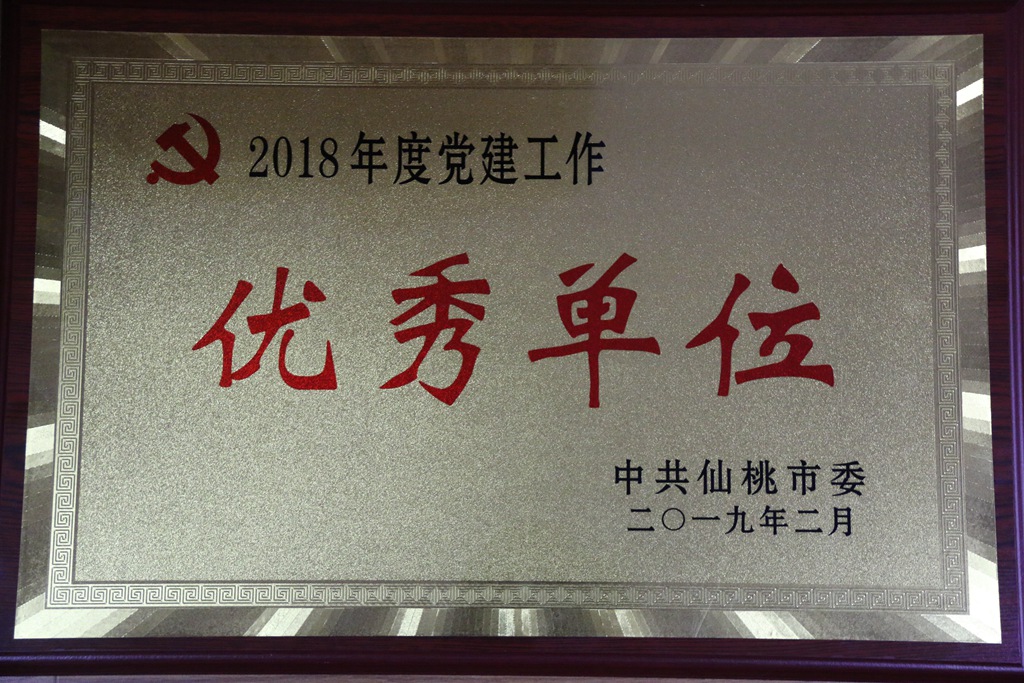 2018年度党建工作
优秀单位
中共仙桃市委
二〇一九年二月